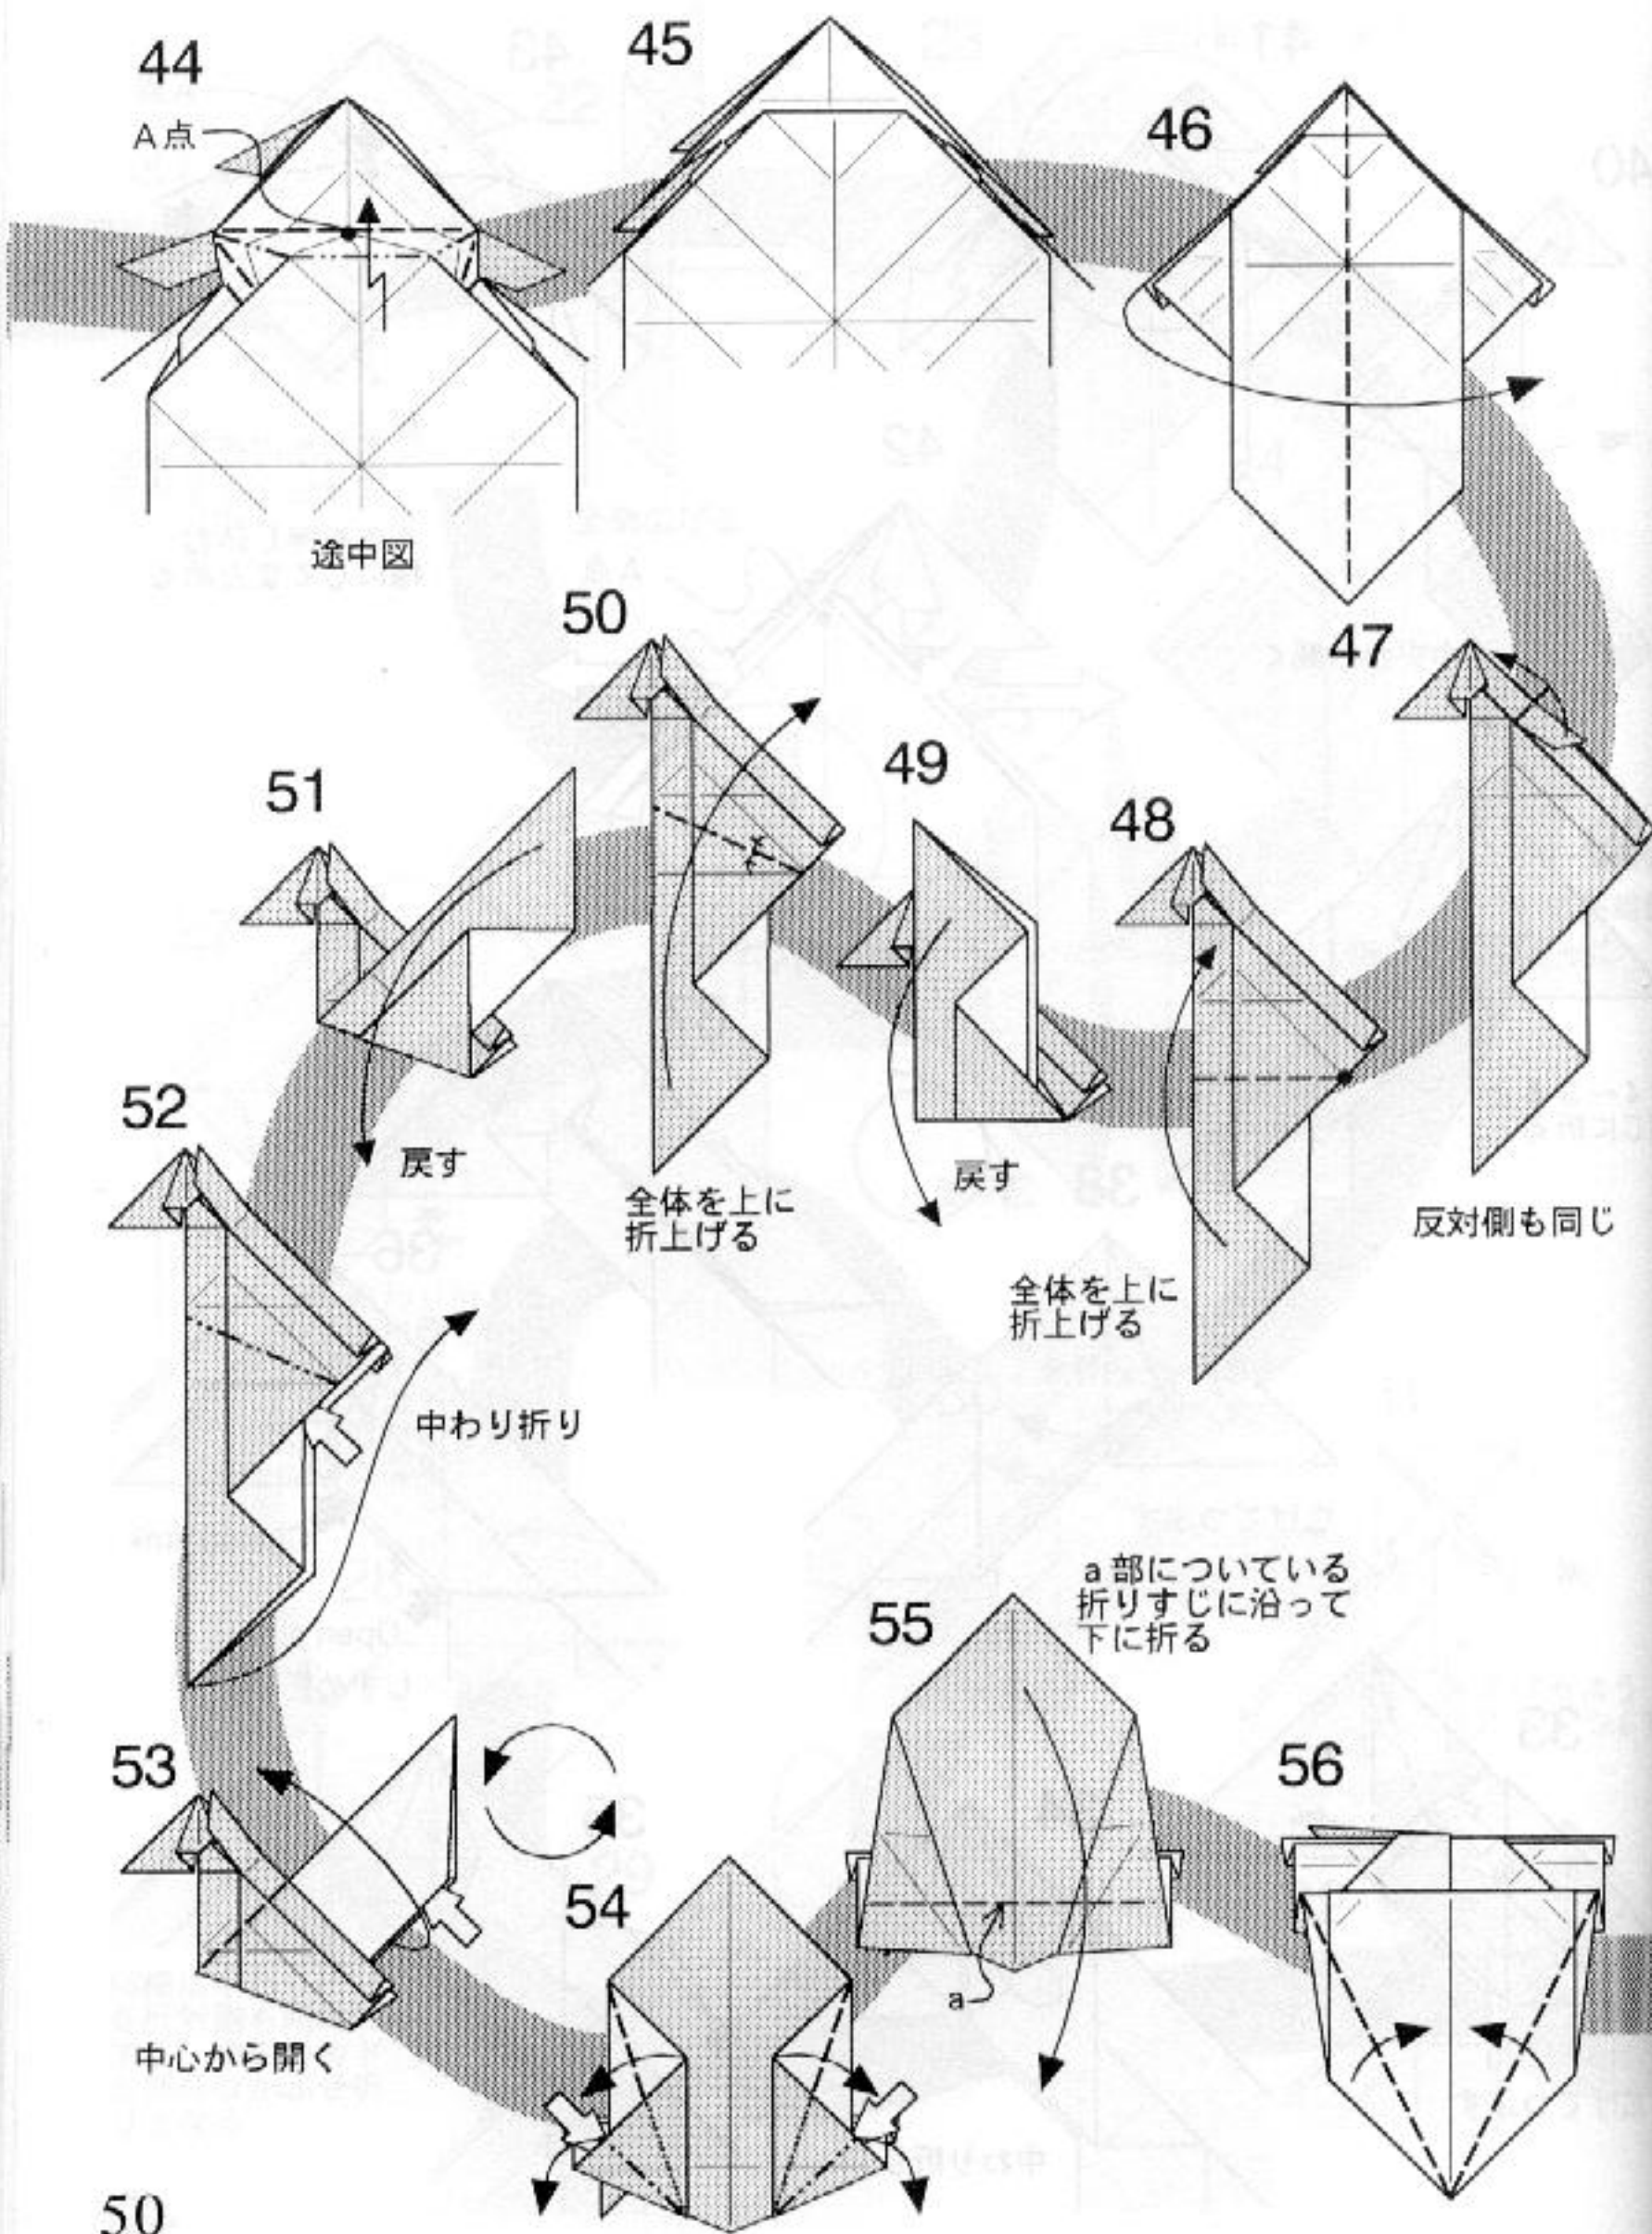 44
A点
途中図
45
46
47
反対側も同じ
48
全体を上に
折上げる
49
戻す
50
全体を上に
折上げる
51
戻す
52
中わり折り
53
中心から開く
54
55
a部についている
折りすじに沿って
下に折る
a
56
50